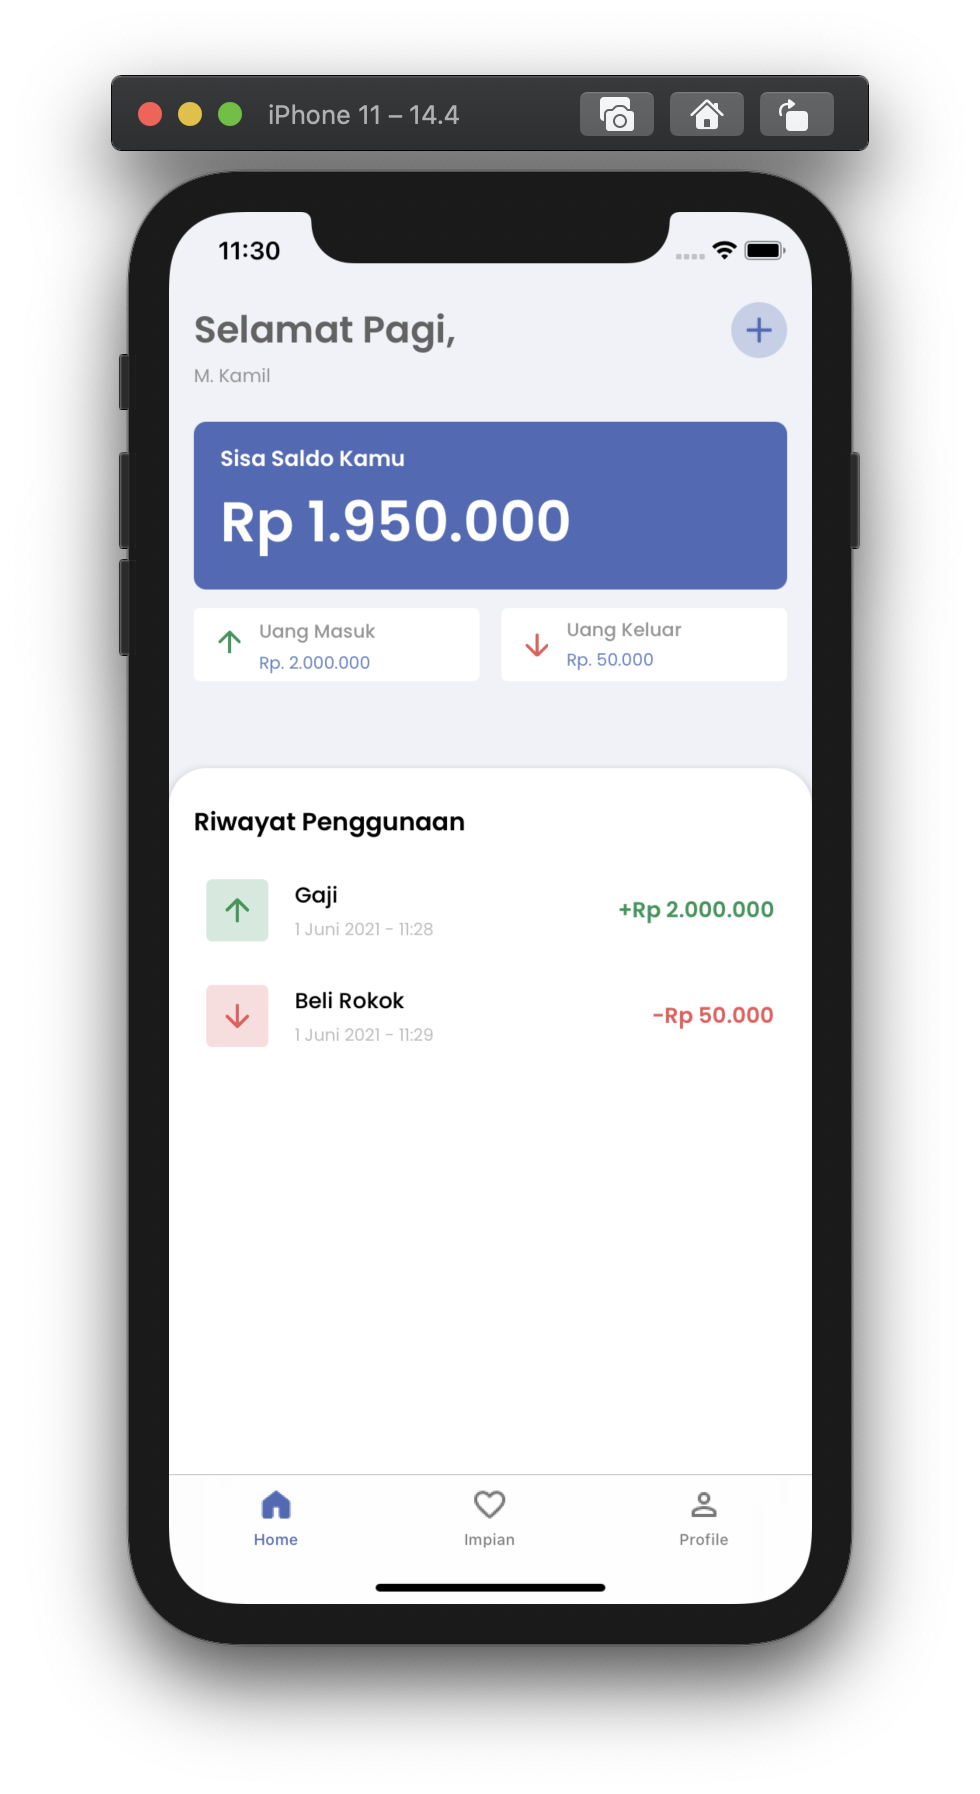 iPhone 11 – 14.4
11:30
Selamat Pagi,
M. Kamil
Sisa Saldo Kamu
Rp 1.950.000
Uang Masuk
Rp. 2.000.000
Uang Keluar
Rp. 50.000
Riwayat Penggunaan
Gaji
1 Juni 2021 - 11:28
+Rp 2.000.000
Beli Rokok
1 Juni 2021 - 11:29
-Rp 50.000
Home
Impian
Profile